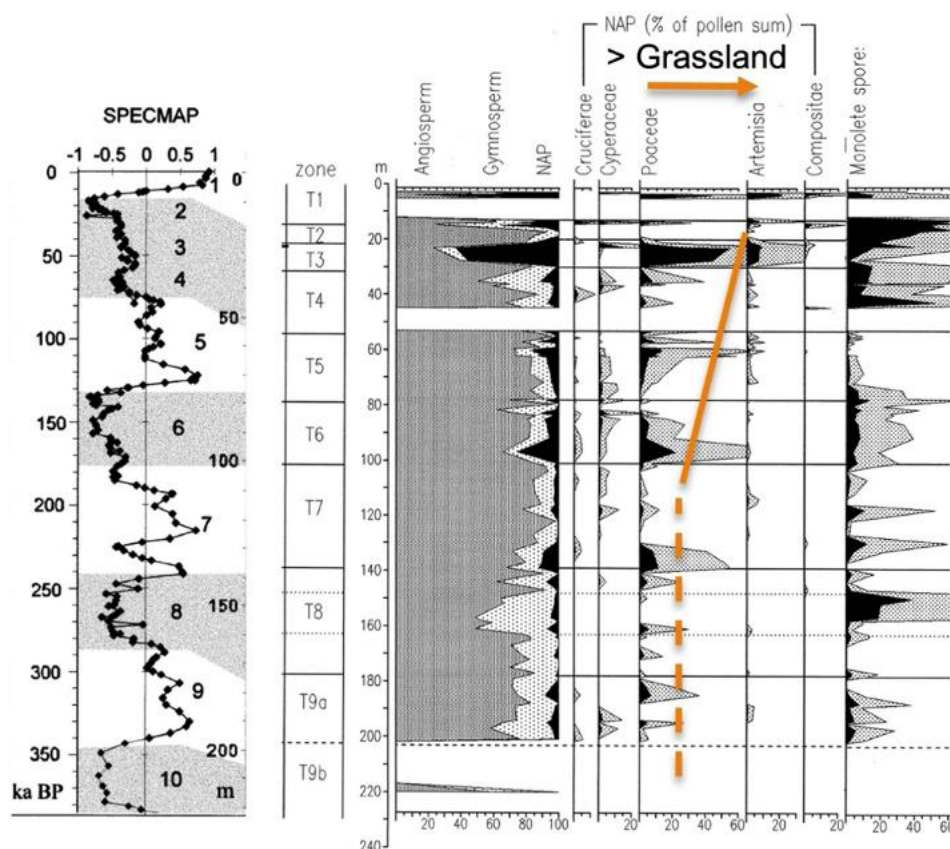 NAP (% of pollen sum)
> Grassland
SPECMAP
-1 -0.5 0 0.5 1
zone
m
Angiosperm
Gymnosperm
NAP
Cruciferae
Cyperaceae
Poaceae
Artemisia
Compositae
Monolete spore:
0 50 100 150 200 250 300 350
ka BP
1
2
3
4
5
6
7
8
9
10
0
50
100
150
200
m
T1
T2
T3
T4
T5
T6
T7
T8
T9a
T9b
0
20
40
60
80
100
120
140
160
180
200
220
240
28
20 40 60 80 100
20
20
20 40 60
20
20
20 40 60